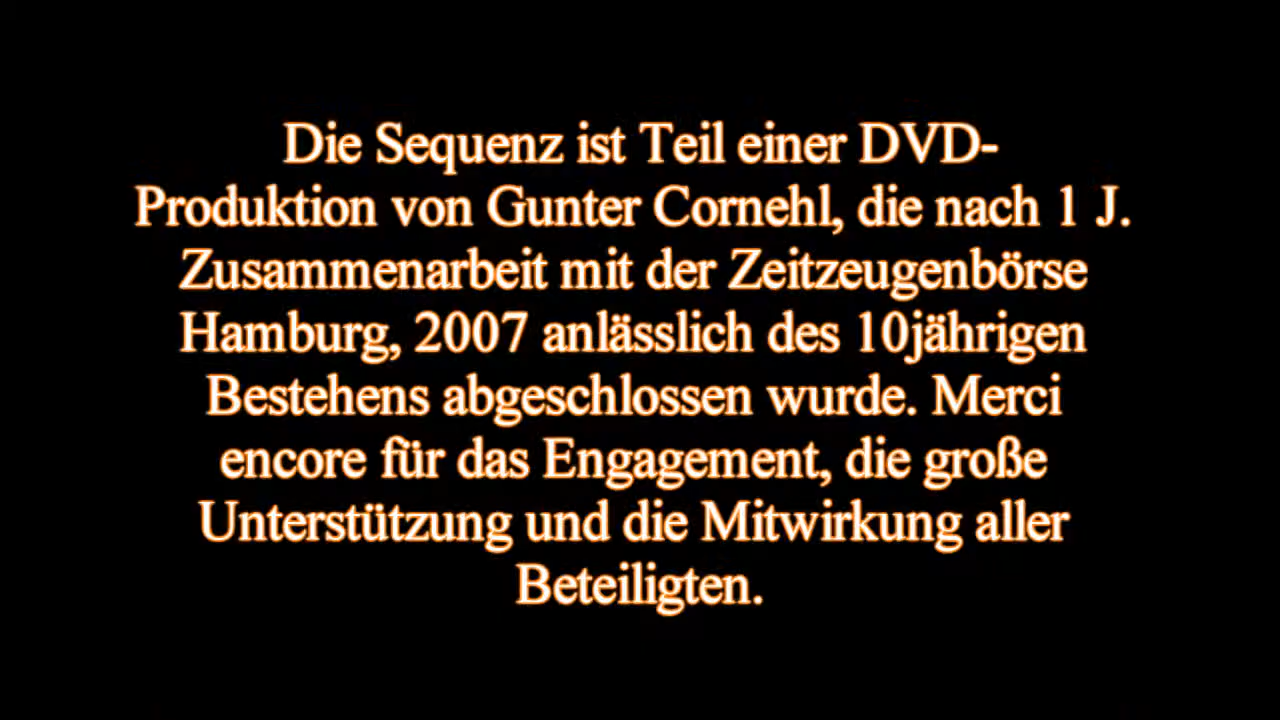 Die Sequenz ist Teil einer DVD-
Produktion von Gunter Cornehl, die nach 1 J.
Zusammenarbeit mit der Zeitzeugenbörse
Hamburg, 2007 anlässlich des 10jährigen
Bestehens abgeschlossen wurde. Merci
encore für das Engagement, die große
Unterstützung und die Mitwirkung aller
Beteiligten.